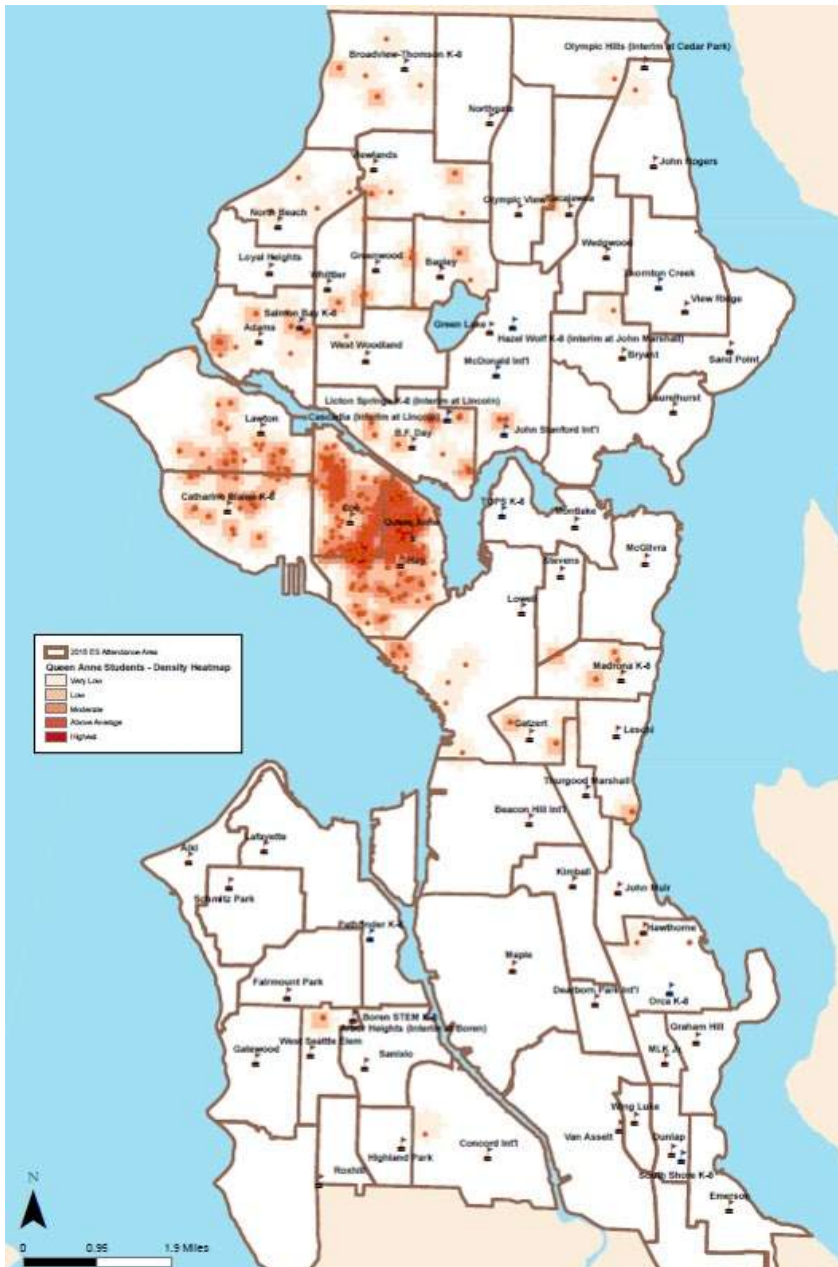 Broadview-Thomson K-8
Olympic Hills (Interim at Cedar Park)
Northgate
Viewlands
John Rogers
North Beach
Olympic View
Sacajawea
Wedgwood
Loyal Heights
Greenwood
Bagley
Whittier
Thornton Creek
View Ridge
Salmon Bay K-8
Adams
Green Lake
Hazel Wolf K-8 (Interim at John Marshall)
West Woodland
Bryant
Sand Point
McDonald Int'l
Laurelhurst
Licton Springs K-8 (Interim at Lincoln)
Cascadia (Interim at Lincoln)
Lawton
B.F. Day
John Stanford Int'l
Catharine Blaine K-8
TOPS K-8
Coe
Montlake
Queen Anne
McGilvra
Hay
Stevens
Lowell
2015 ES Attendance Area
Queen Anne Students - Density Heatmap
Very Low
Low
Moderate
Above Average
Highest
Madrona K-8
Gatzert
Leschi
Thurgood Marshall
Beacon Hill Int'l
Lafayette
Alki
Kimball
Schmitz Park
John Muir
Pathfinder K-8
Hawthorne
Maple
Fairmount Park
Dearborn Park Int'l
Orca K-8
Boren STEM K-8
Arbor Heights (Interim at Boren)
Graham Hill
West Seattle Elem
Gatewood
Sanislo
MLK Jr.
Wing Luke
Van Asselt
Dunlap
Highland Park
Concord Int'l
Roxhill
South Shore K-8
Emerson
N
0 0.95 1.9 Miles